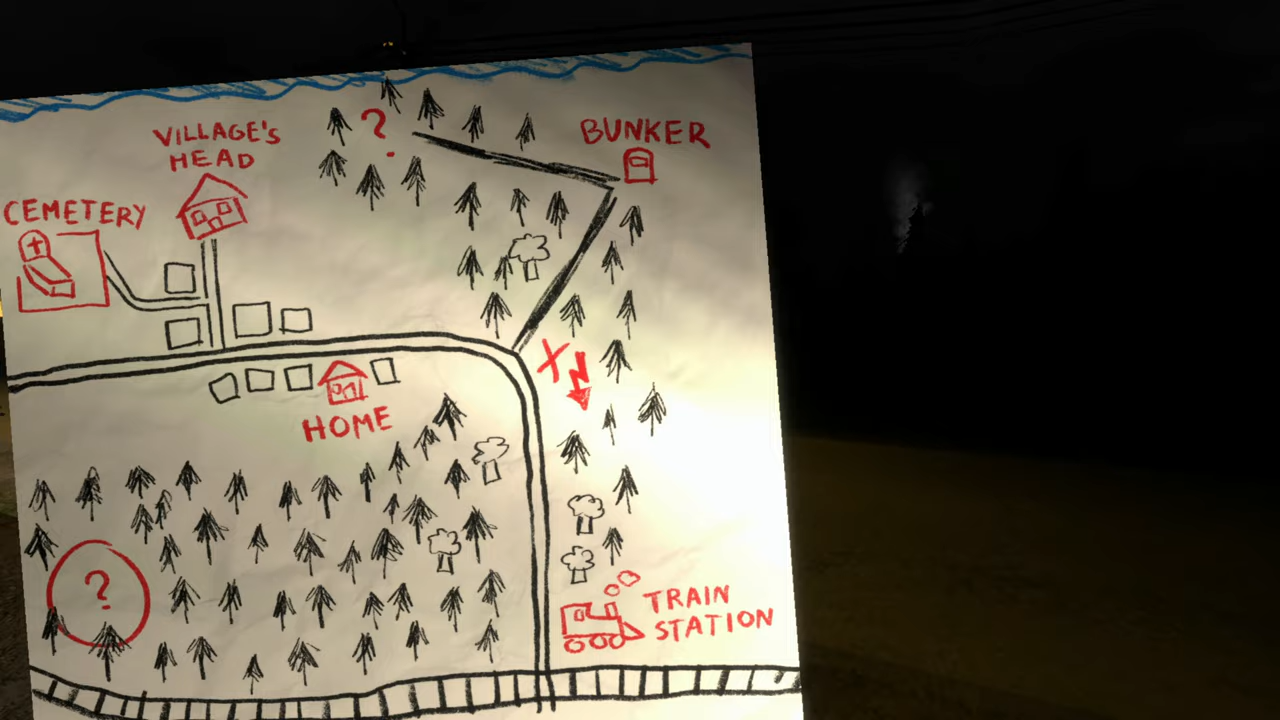 ?
BUNKER
VILLAGE'S
HEAD
CEMETERY
X
HOME
?
TRAIN
STATION